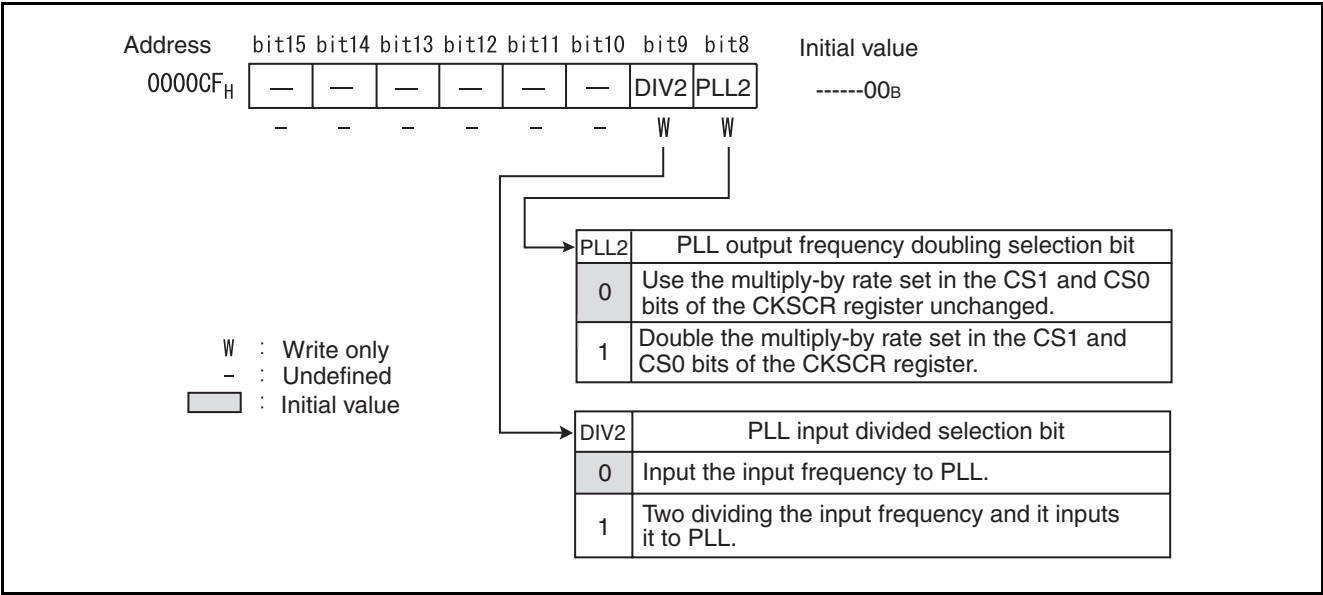 Address bit15 bit14 bit13 bit12 bit11 bit10 bit9 bit8 Initial value
0000CFH — — — — — — DIV2 PLL2 ------00B
– – – – – – W W
PLL2 PLL output frequency doubling selection bit
0 Use the multiply-by rate set in the CS1 and CS0
bits of the CKSCR register unchanged.
1 Double the multiply-by rate set in the CS1 and
CS0 bits of the CKSCR register.
W : Write only
– : Undefined
: Initial value
DIV2 PLL input divided selection bit
0 Input the input frequency to PLL.
1 Two dividing the input frequency and it inputs
it to PLL.